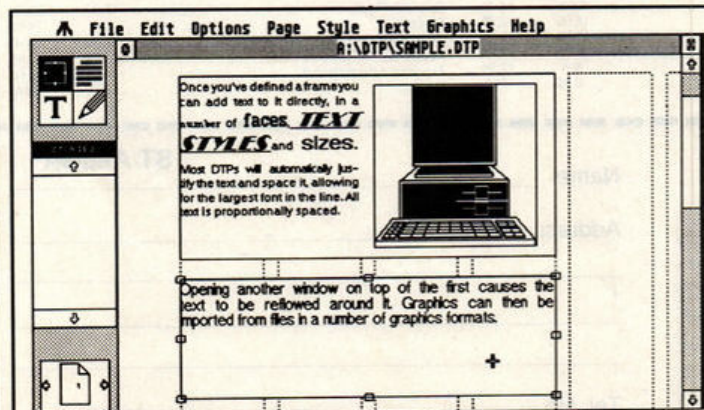 File Edit Options Page Style Text Graphics Help
A:\DTP\SAMPLE.DTP
T
Once you've defined a frame you
can add text to it directly, in a
number of faces, TEXT
STYLES and sizes.
Most DTPs will automatically jus-
tify the text and space it, allowing
for the largest font in the line. All
text is proportionally spaced.
Opening another window on top of the first causes the
text to be reflowed around it. Graphics can then be
mported from files in a number of graphics formats.
1
Name
Address